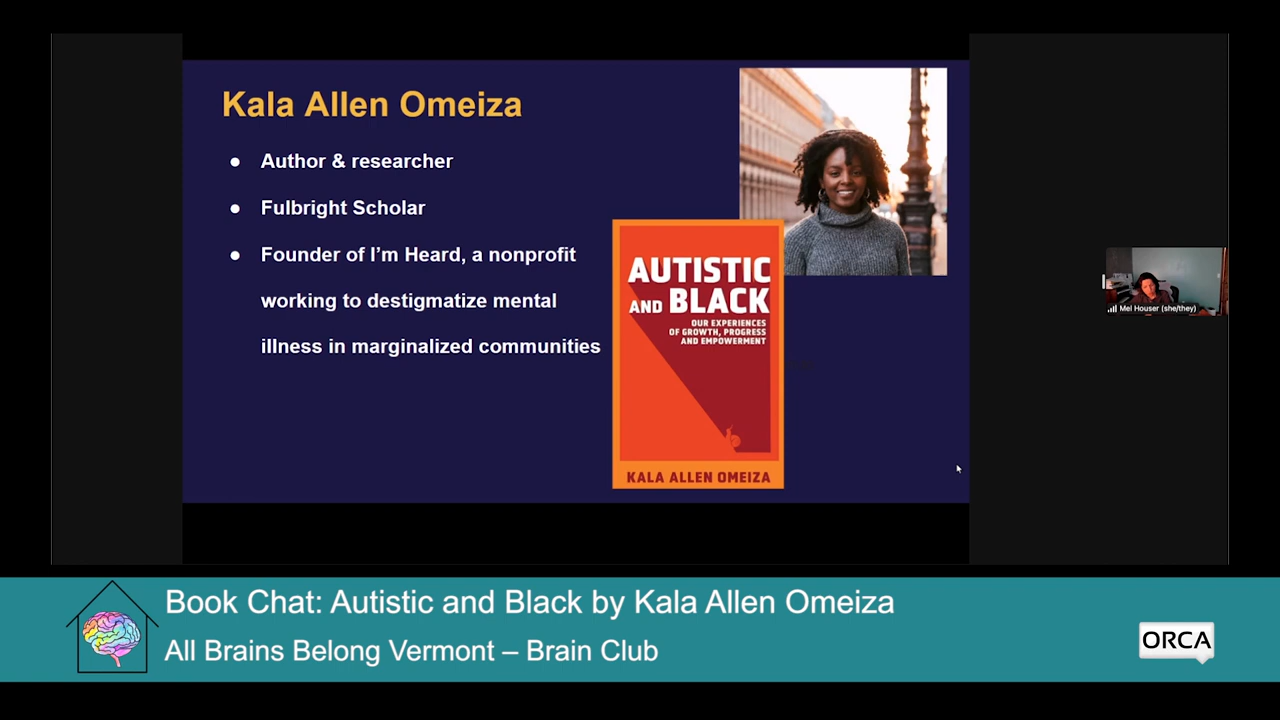 Kala Allen Omeiza
● Author & researcher
● Fulbright Scholar
● Founder of I'm Heard, a nonprofit
working to destigmatize mental
illness in marginalized communities
AUTISTIC
AND BLACK
OUR EXPERIENCES
OF GROWTH, PROGRESS
AND EMPOWERMENT
KALA ALLEN OMEIZA
Mel Houser (she/they)
Book Chat: Autistic and Black by Kala Allen Omeiza
All Brains Belong Vermont – Brain Club
ORCA